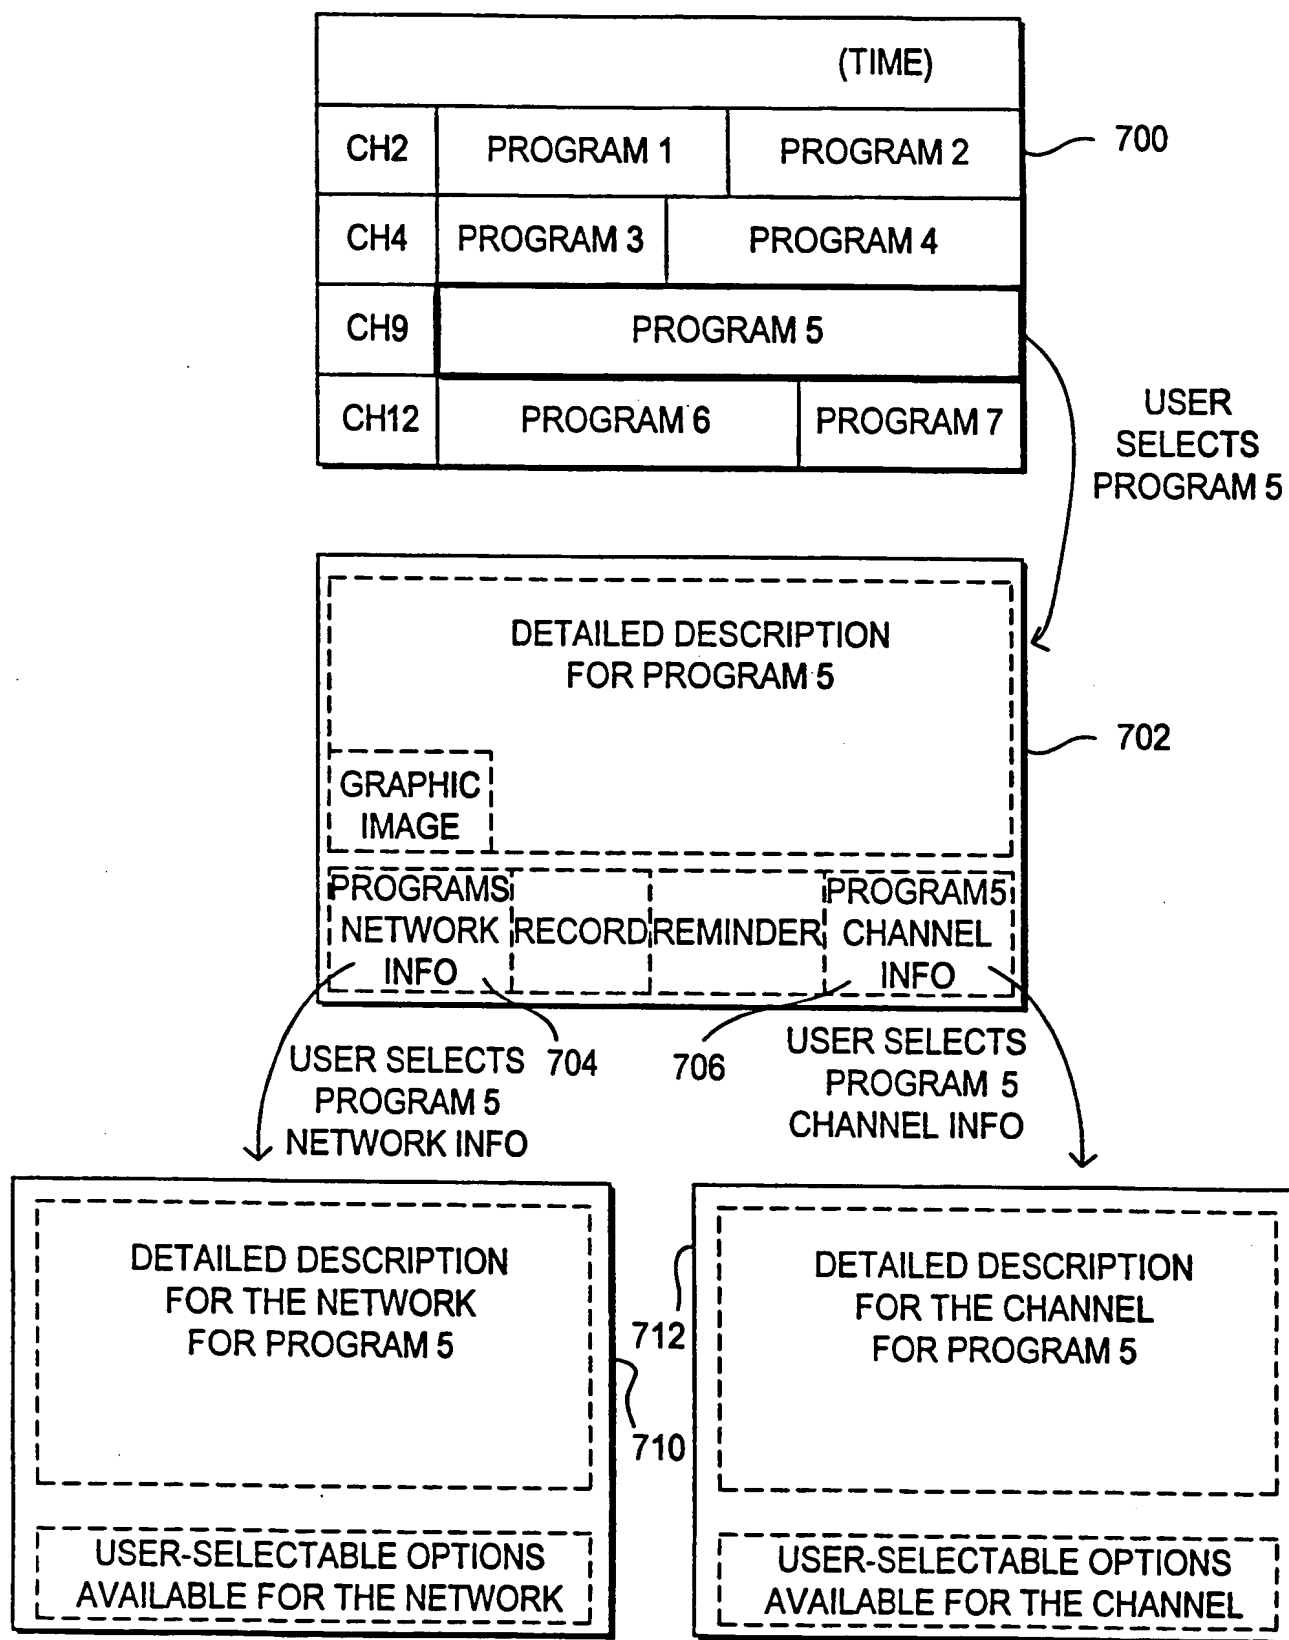 (TIME)
CH2 PROGRAM 1 PROGRAM 2 700
CH4 PROGRAM 3 PROGRAM 4
CH9 PROGRAM 5
CH12 PROGRAM 6 PROGRAM 7
USER
SELECTS
PROGRAM 5
DETAILED DESCRIPTION
FOR PROGRAM 5
702
GRAPHIC
IMAGE
PROGRAMS
NETWORK
INFO
RECORD
REMINDER
PROGRAM5
CHANNEL
INFO
704
706
USER SELECTS
PROGRAM 5
NETWORK INFO
USER SELECTS
PROGRAM 5
CHANNEL INFO
DETAILED DESCRIPTION
FOR THE NETWORK
FOR PROGRAM 5
710
USER-SELECTABLE OPTIONS
AVAILABLE FOR THE NETWORK
712
DETAILED DESCRIPTION
FOR THE CHANNEL
FOR PROGRAM 5
USER-SELECTABLE OPTIONS
AVAILABLE FOR THE CHANNEL